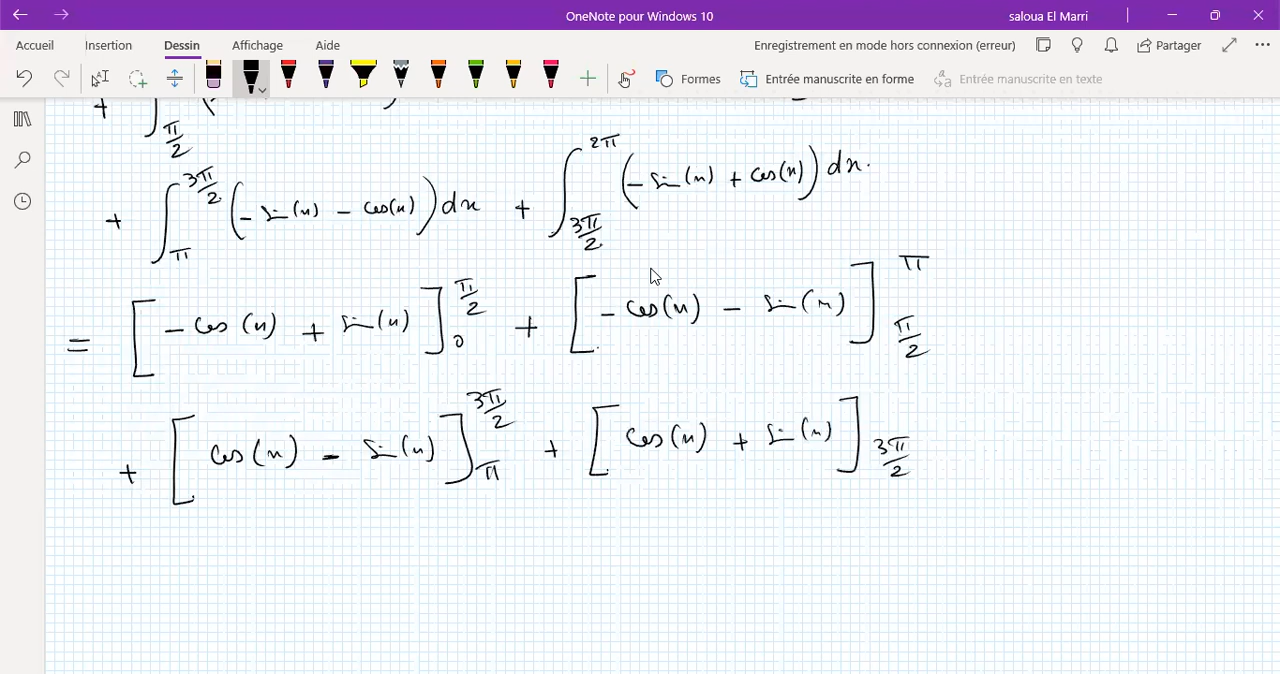 OneNote pour Windows 10
saloua El Marri
Accueil Insertion Dessin Affichage Aide
Enregistrement en mode hors connexion (erreur)
Partager
Formes
Entrée manuscrite en forme
Entrée manuscrite en texte
+ ∫_{π/2} (
+ ∫_{π}^{3π/2} (-sin(x) - cos(x)) dx + ∫_{3π/2}^{2π} (-sin(x) + cos(x)) dx.
= [-cos(x) + sin(x)]_{0}^{π/2} + [-cos(x) - sin(x)]_{π/2}^{π}
+ [cos(x) - sin(x)]_{π}^{3π/2} + [cos(x) + sin(x)]_{3π/2}